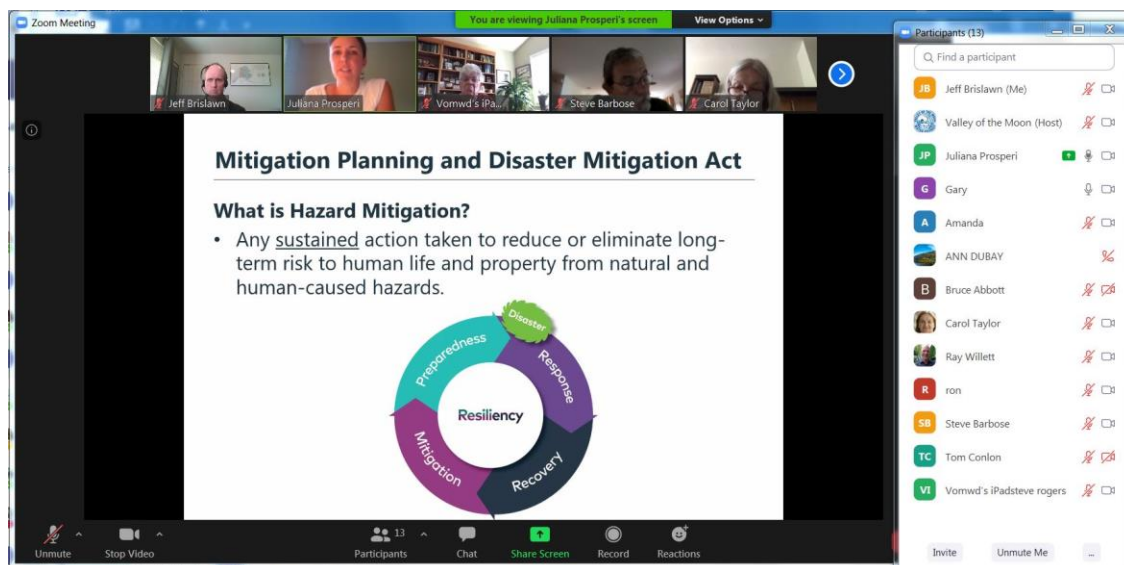 Zoom Meeting
You are viewing Juliana Prosperi's screen View Options
Jeff Brislawn
Juliana Prosperi
Vomwd's iPa...
Steve Barbose
Carol Taylor
Mitigation Planning and Disaster Mitigation Act
What is Hazard Mitigation?
• Any sustained action taken to reduce or eliminate long-
term risk to human life and property from natural and
human-caused hazards.
Disaster
Preparedness
Response
Resiliency
Mitigation
Recovery
Unmute
Stop Video
13
Participants
Chat
Share Screen
Record
Reactions
Participants (13)
Find a participant
JB Jeff Brislawn (Me)
Valley of the Moon (Host)
JP Juliana Prosperi
G Gary
A Amanda
ANN DUBAY
B Bruce Abbott
Carol Taylor
Ray Willett
R ron
SB Steve Barbose
TC Tom Conlon
VI Vomwd's iPadsteve rogers
Invite Unmute Me ...